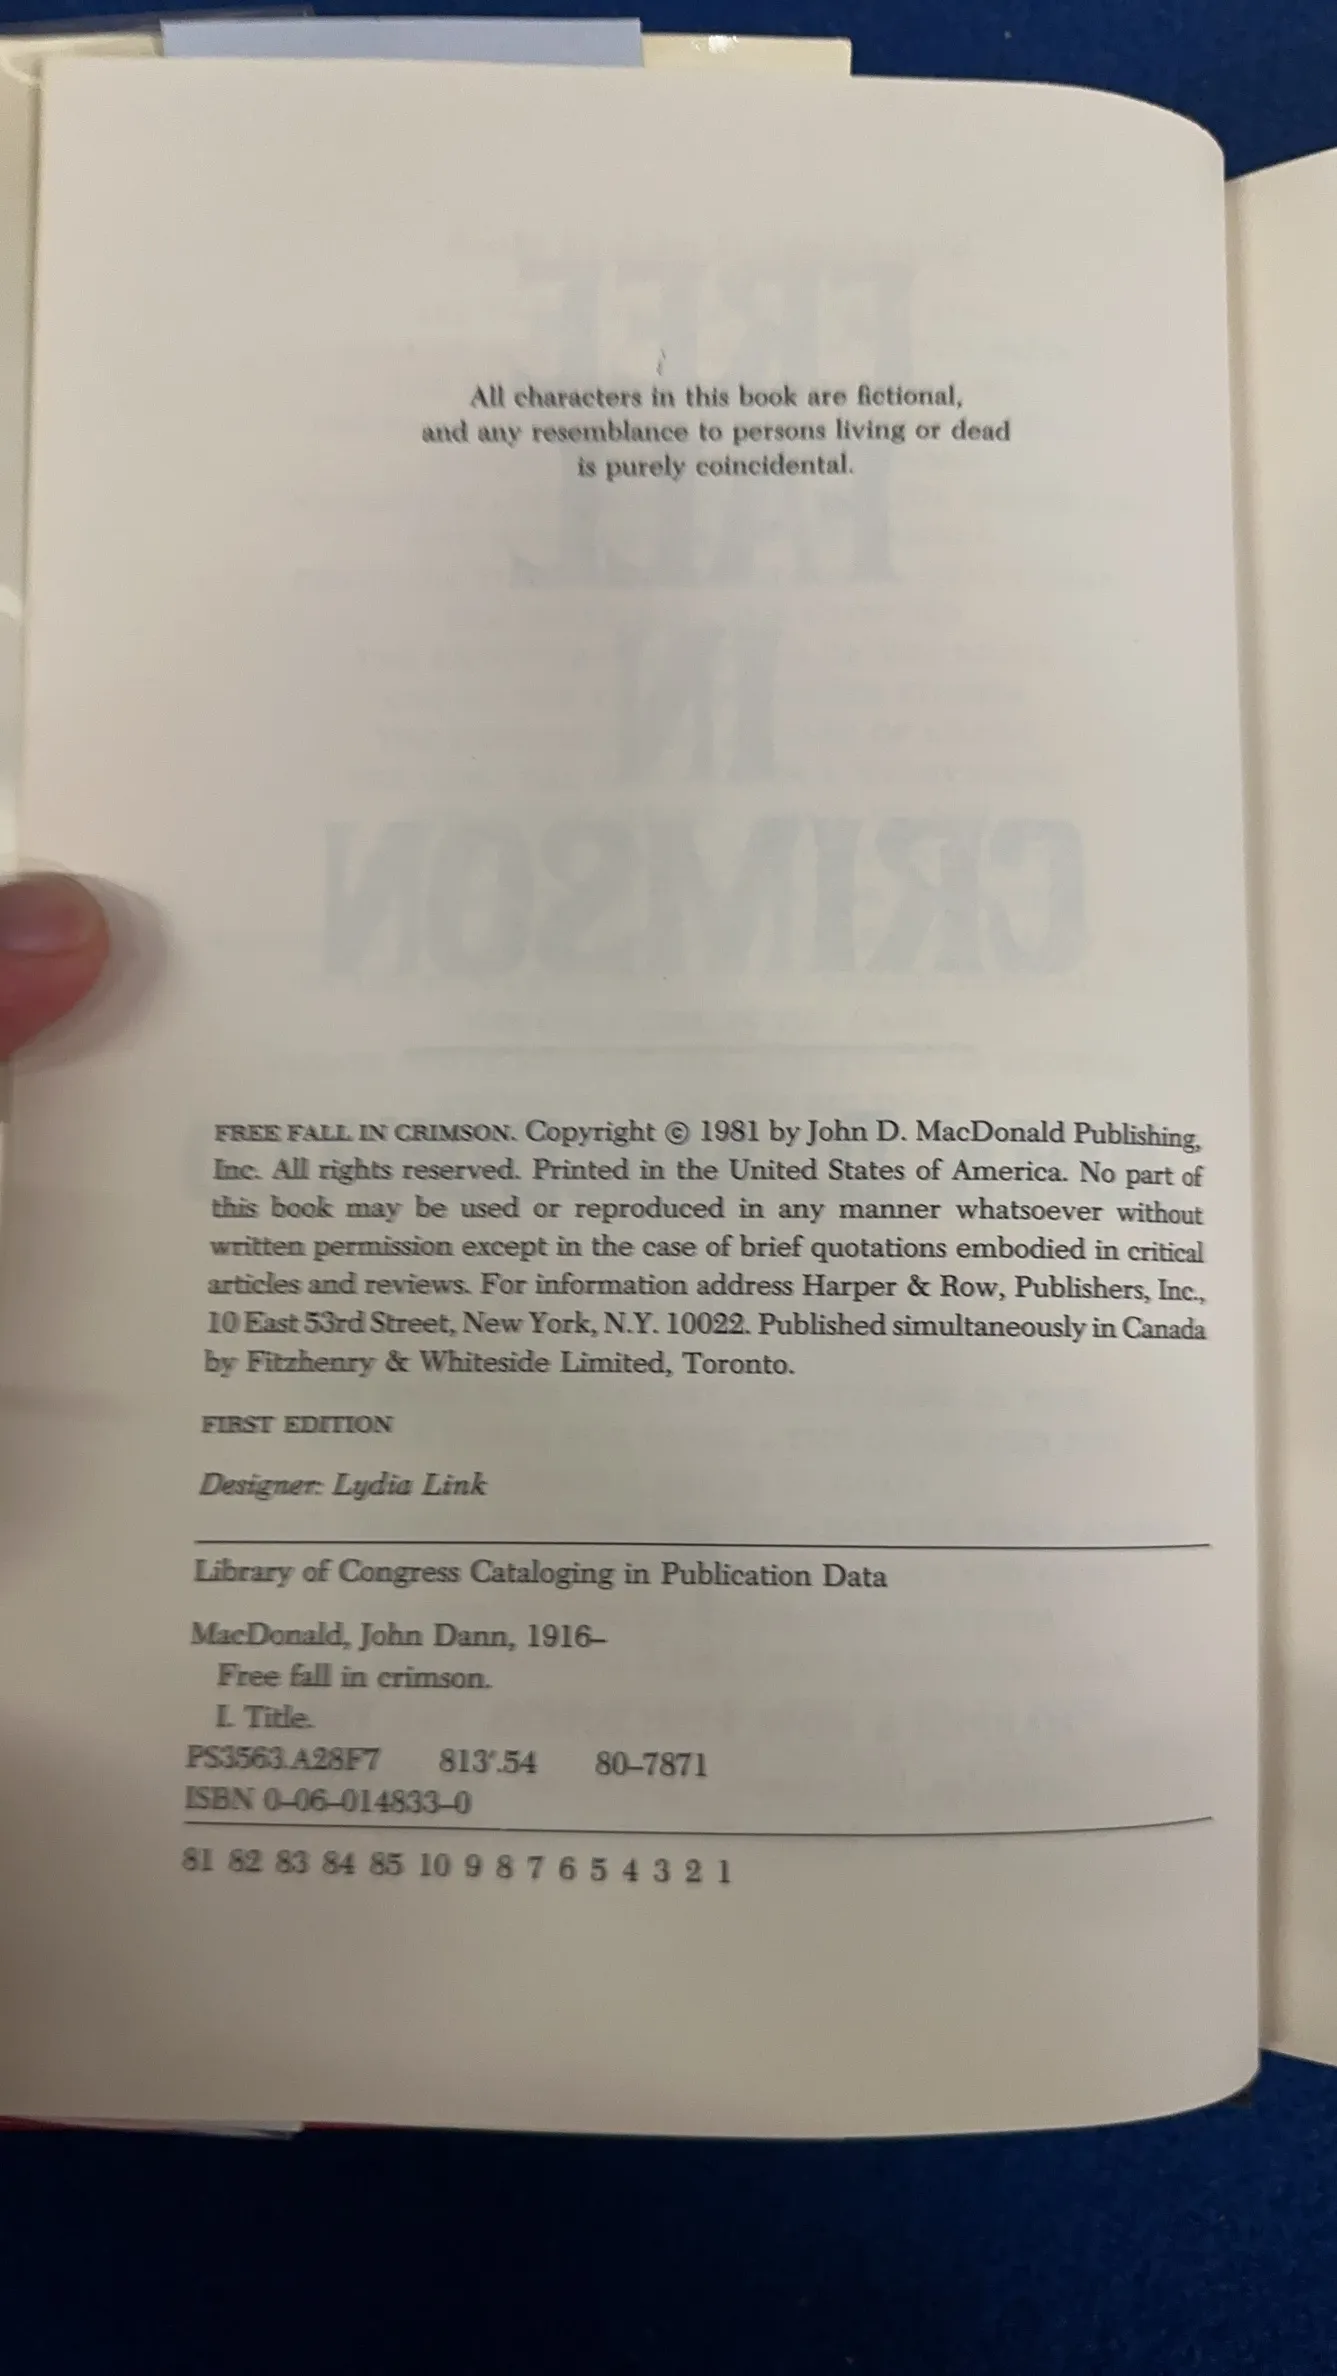 All characters in this book are fictional,
and any resemblance to persons living or dead
is purely coincidental.
FREE FALL IN CRIMSON. Copyright © 1981 by John D. MacDonald Publishing,
Inc. All rights reserved. Printed in the United States of America. No part of
this book may be used or reproduced in any manner whatsoever without
written permission except in the case of brief quotations embodied in critical
articles and reviews. For information address Harper & Row, Publishers, Inc.,
10 East 53rd Street, New York, N.Y. 10022. Published simultaneously in Canada
by Fitzhenry & Whiteside Limited, Toronto.
FIRST EDITION
Designer: Lydia Link
Library of Congress Cataloging in Publication Data
MacDonald, John Dann, 1916–
Free fall in crimson.
I. Title.
PS3563.A28F7 813'.54 80–7871
ISBN 0–06–014833–0
81 82 83 84 85 10 9 8 7 6 5 4 3 2 1